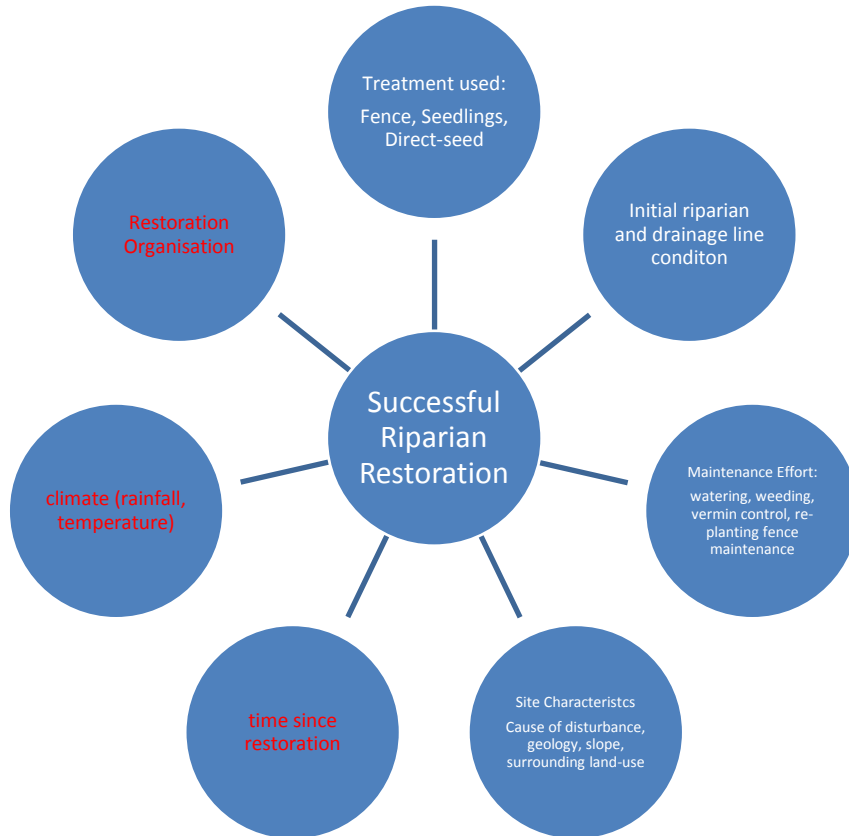 Treatment used:
Fence, Seedlings,
Direct-seed
Initial riparian
and drainage line
conditon
Maintenance Effort:
watering, weeding,
vermin control, re-
planting fence
maintenance
Site Characteristcs
Cause of disturbance,
geology, slope,
surrounding land-use
time since
restoration
climate (rainfall,
temperature)
Restoration
Organisation
Successful
Riparian
Restoration